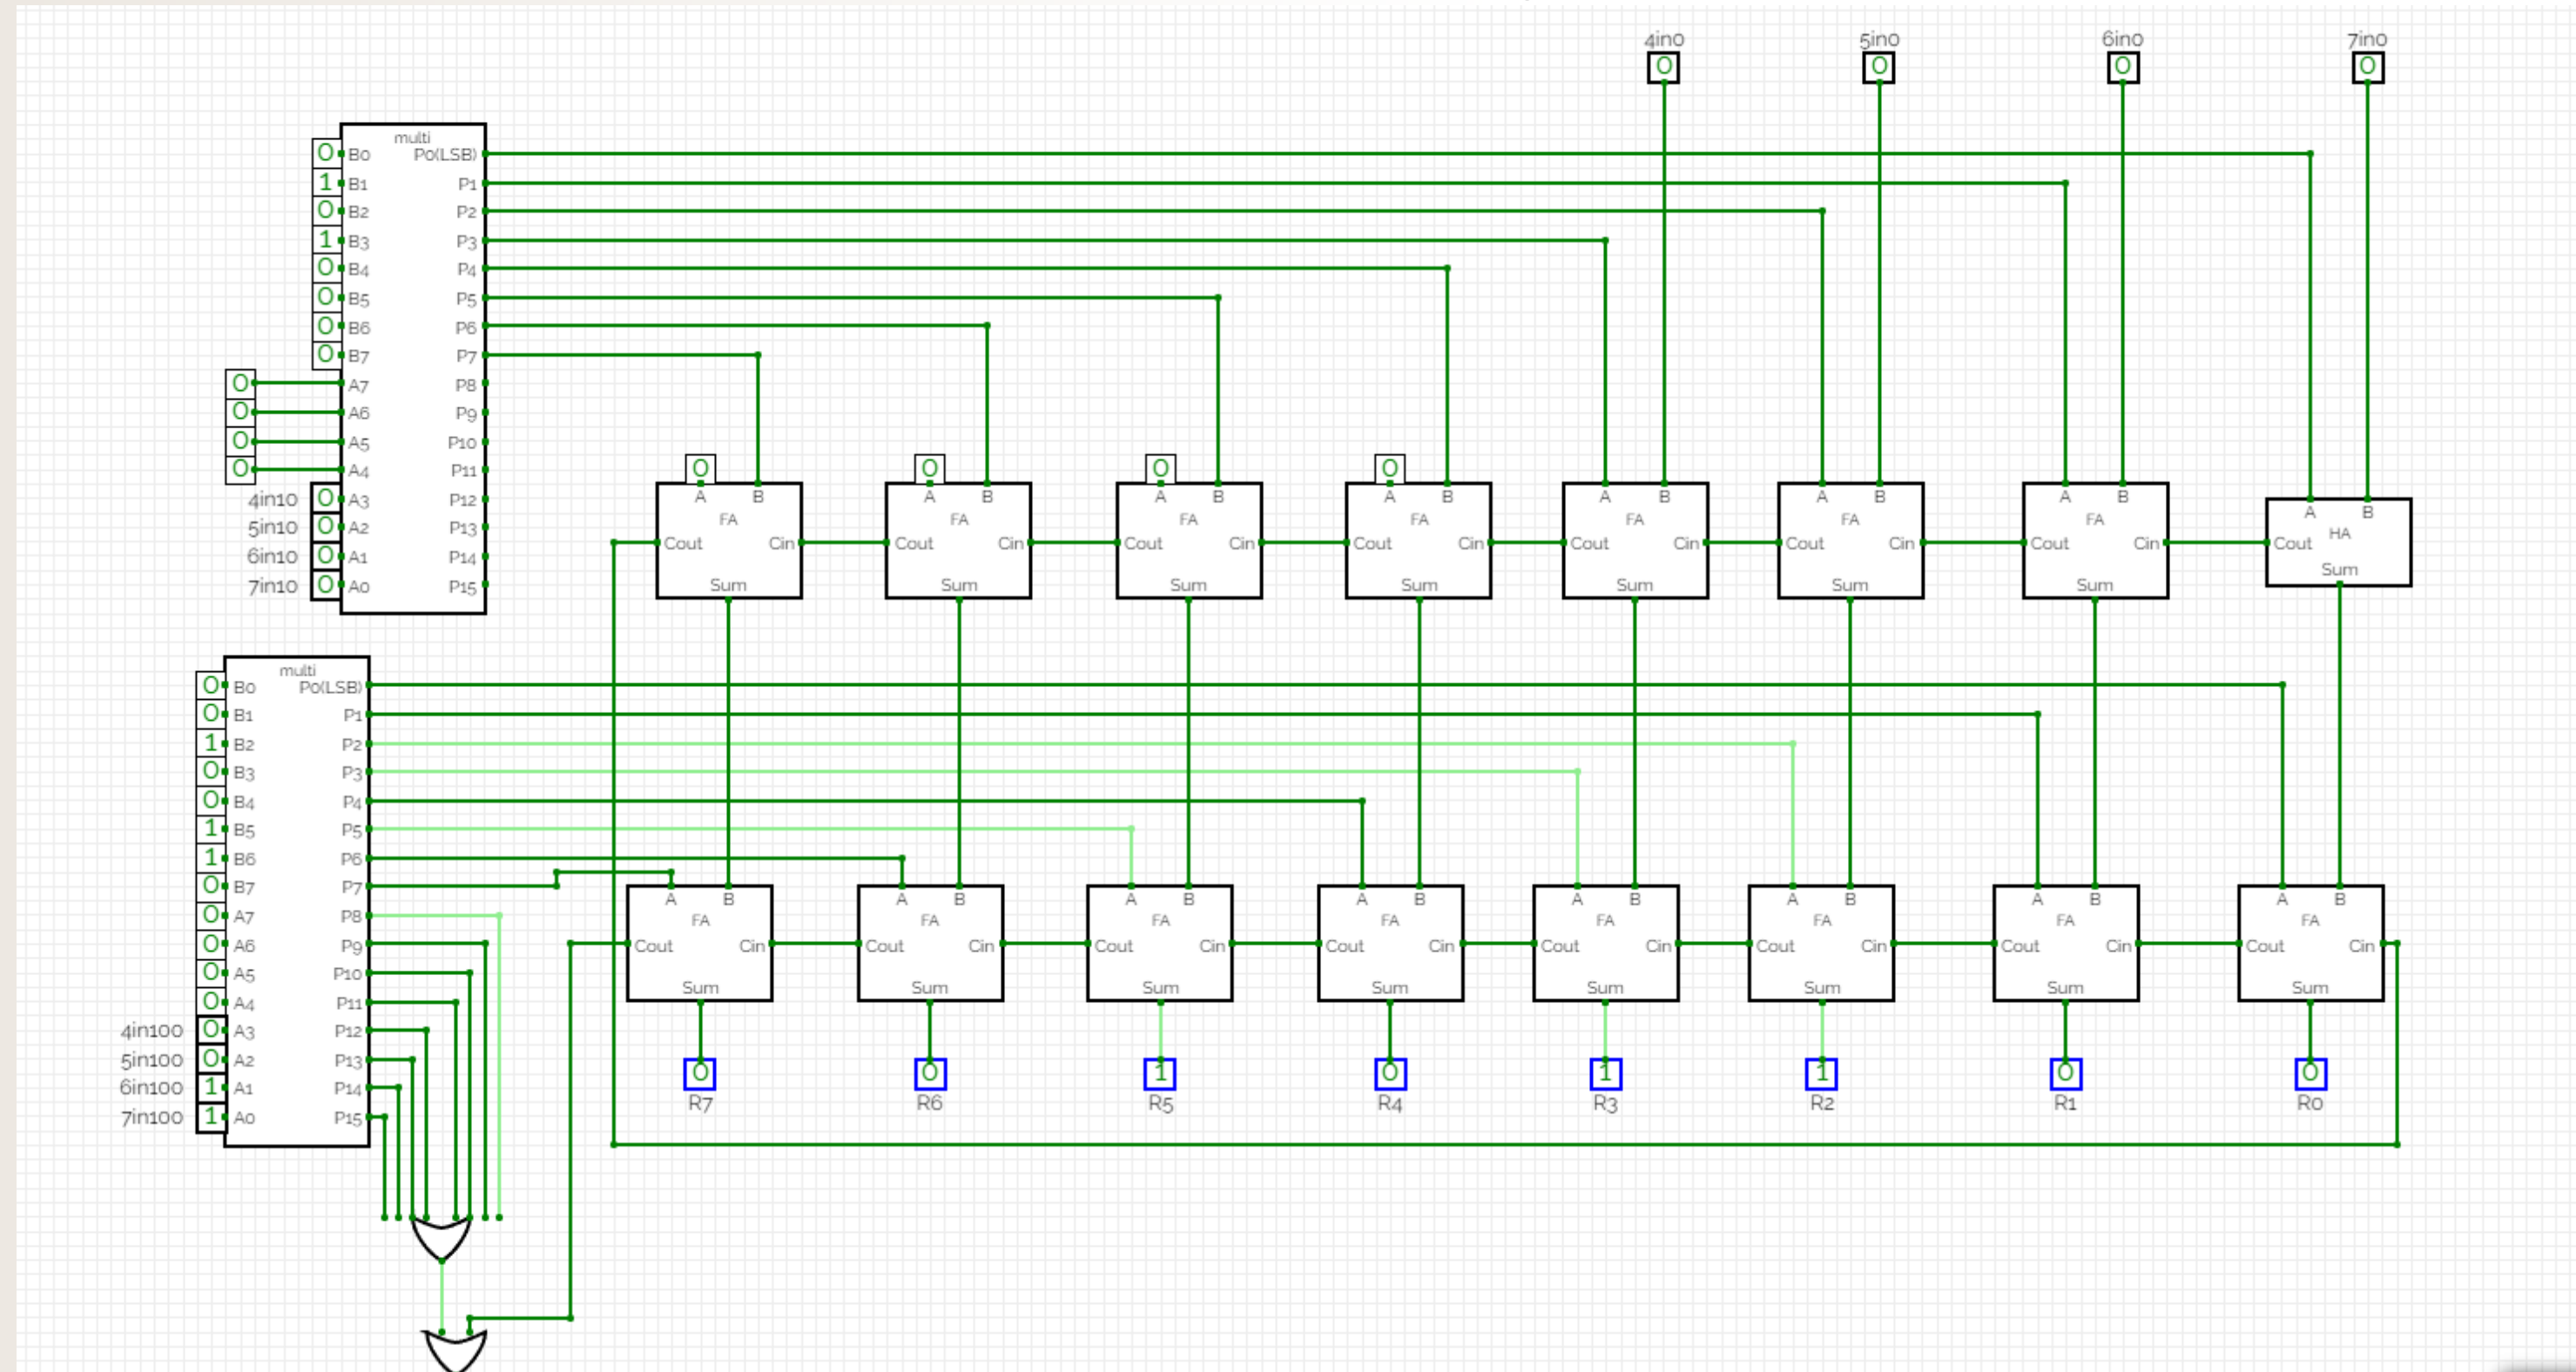 4in0 5in0 6in0 7in0
0 0 0 0
multi
0 B0 P0(LSB)
1 B1 P1
0 B2 P2
1 B3 P3
0 B4 P4
0 B5 P5
0 B6 P6
0 B7 P7
0 A7 P8
0 A6 P9
0 A5 P10
0 A4 P11
4in10 0 A3 P12
5in10 0 A2 P13
6in10 0 A1 P14
7in10 0 A0 P15
0 0 0 0
A B A B A B A B A B A B A B A B
FA FA FA FA FA FA FA HA
Cout Cin Cout Cin Cout Cin Cout Cin Cout Cin Cout Cin Cout Cin Cout
Sum Sum Sum Sum Sum Sum Sum Sum
multi
0 B0 P0(LSB)
0 B1 P1
1 B2 P2
0 B3 P3
0 B4 P4
1 B5 P5
1 B6 P6
0 B7 P7
0 A7 P8
0 A6 P9
0 A5 P10
0 A4 P11
4in100 0 A3 P12
5in100 0 A2 P13
6in100 1 A1 P14
7in100 1 A0 P15
A B A B A B A B A B A B A B A B
FA FA FA FA FA FA FA FA
Cout Cin Cout Cin Cout Cin Cout Cin Cout Cin Cout Cin Cout Cin Cout Cin
Sum Sum Sum Sum Sum Sum Sum Sum
0 0 1 0 1 1 0 0
R7 R6 R5 R4 R3 R2 R1 R0